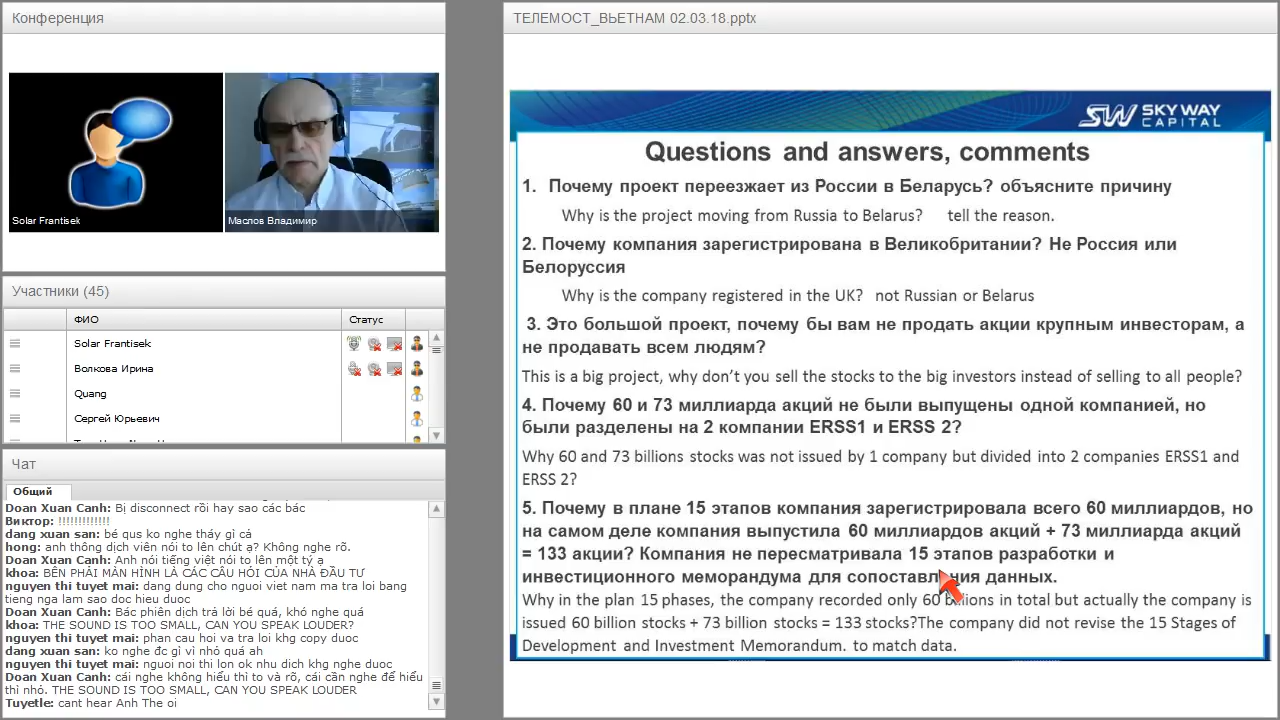 Конференция
Solar Frantisek
Маслов Владимир
Участники (45)
ФИО
Статус
Solar Frantisek
Волкова Ирина
Quang
Сергей Юрьевич
Чат
Общий
Doan Xuan Canh: Bị disconnect rồi hay sao các bác
Виктор: !!!!!!!!!!!!!
dang xuan san: bé qus ko nghe tháy gì cả
hong: anh thông dịch viên nói to lên chút ạ? Không nghe rõ.
Doan Xuan Canh: Anh nói tiếng việt nói to lên một tý ạ
khoa: BÊN PHẢI MÀN HÌNH LÀ CÁC CÂU HỎI CỦA NHÀ ĐẦU TƯ
nguyen thi tuyet mai: dang dung cho nguoi viet nam ma tra loi bang
tieng nga lam sao doc hieu duoc
Doan Xuan Canh: Bác phiên dịch trả lời bé quá, khó nghe quá
khoa: THE SOUND IS TOO SMALL, CAN YOU SPEAK LOUDER?
nguyen thi tuyet mai: phan cau hoi va tra loi khg copy duoc
dang xuan san: ko nghe đc gì vì nhỏ quá ah
nguyen thi tuyet mai: nguoi noi thi lon ok nhu dich khg nghe duoc
Doan Xuan Canh: cái nghe không hiểu thì to và rõ, cái cần nghe để hiểu
thì nhỏ. THE SOUND IS TOO SMALL, CAN YOU SPEAK LOUDER
Tuyetle: cant hear Anh The oi
ТЕЛЕМОСТ_ВЬЕТНАМ 02.03.18.pptx
SW SKY WAY
CAPITAL
Questions and answers, comments
1. Почему проект переезжает из России в Беларусь? объясните причину
Why is the project moving from Russia to Belarus? tell the reason.
2. Почему компания зарегистрирована в Великобритании? Не Россия или
Белоруссия
Why is the company registered in the UK? not Russian or Belarus
3. Это большой проект, почему бы вам не продать акции крупным инвесторам, а
не продавать всем людям?
This is a big project, why don't you sell the stocks to the big investors instead of selling to all people?
4. Почему 60 и 73 миллиарда акций не были выпущены одной компанией, но
были разделены на 2 компании ERSS1 и ERSS 2?
Why 60 and 73 billions stocks was not issued by 1 company but divided into 2 companies ERSS1 and
ERSS 2?
5. Почему в плане 15 этапов компания зарегистрировала всего 60 миллиардов, но
на самом деле компания выпустила 60 миллиардов акций + 73 миллиарда акций
= 133 акции? Компания не пересматривала 15 этапов разработки и
инвестиционного меморандума для сопоставления данных.
Why in the plan 15 phases, the company recorded only 60 billions in total but actually the company is
issued 60 billion stocks + 73 billion stocks = 133 stocks?The company did not revise the 15 Stages of
Development and Investment Memorandum. to match data.